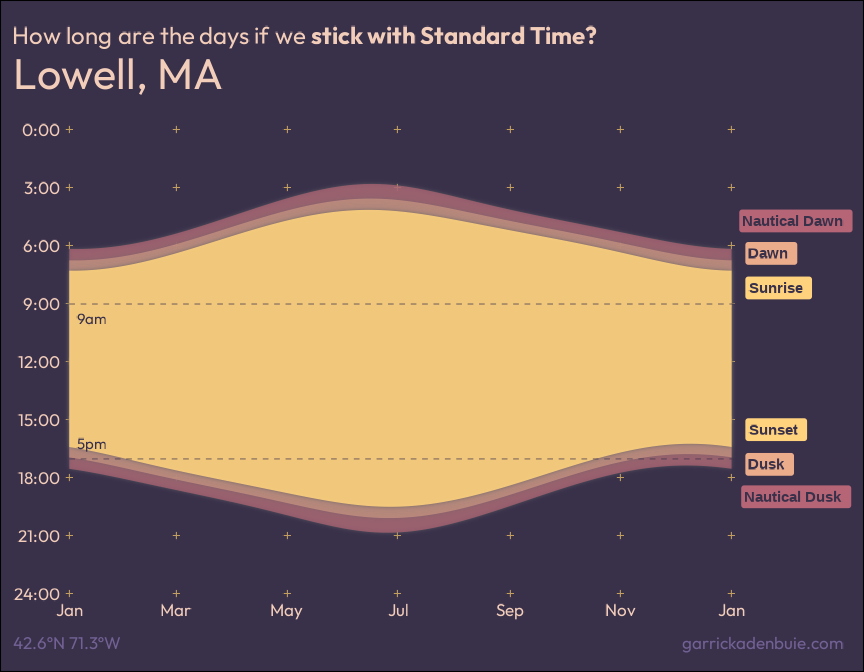 How long are the days if we stick with Standard Time?
Lowell, MA
0:00
3:00
Nautical Dawn
6:00
Dawn
Sunrise
9:00
9am
12:00
15:00
Sunset
5pm
Dusk
18:00
Nautical Dusk
21:00
24:00
Jan Mar May Jul Sep Nov Jan
42.6°N 71.3°W garrickadenbuie.com